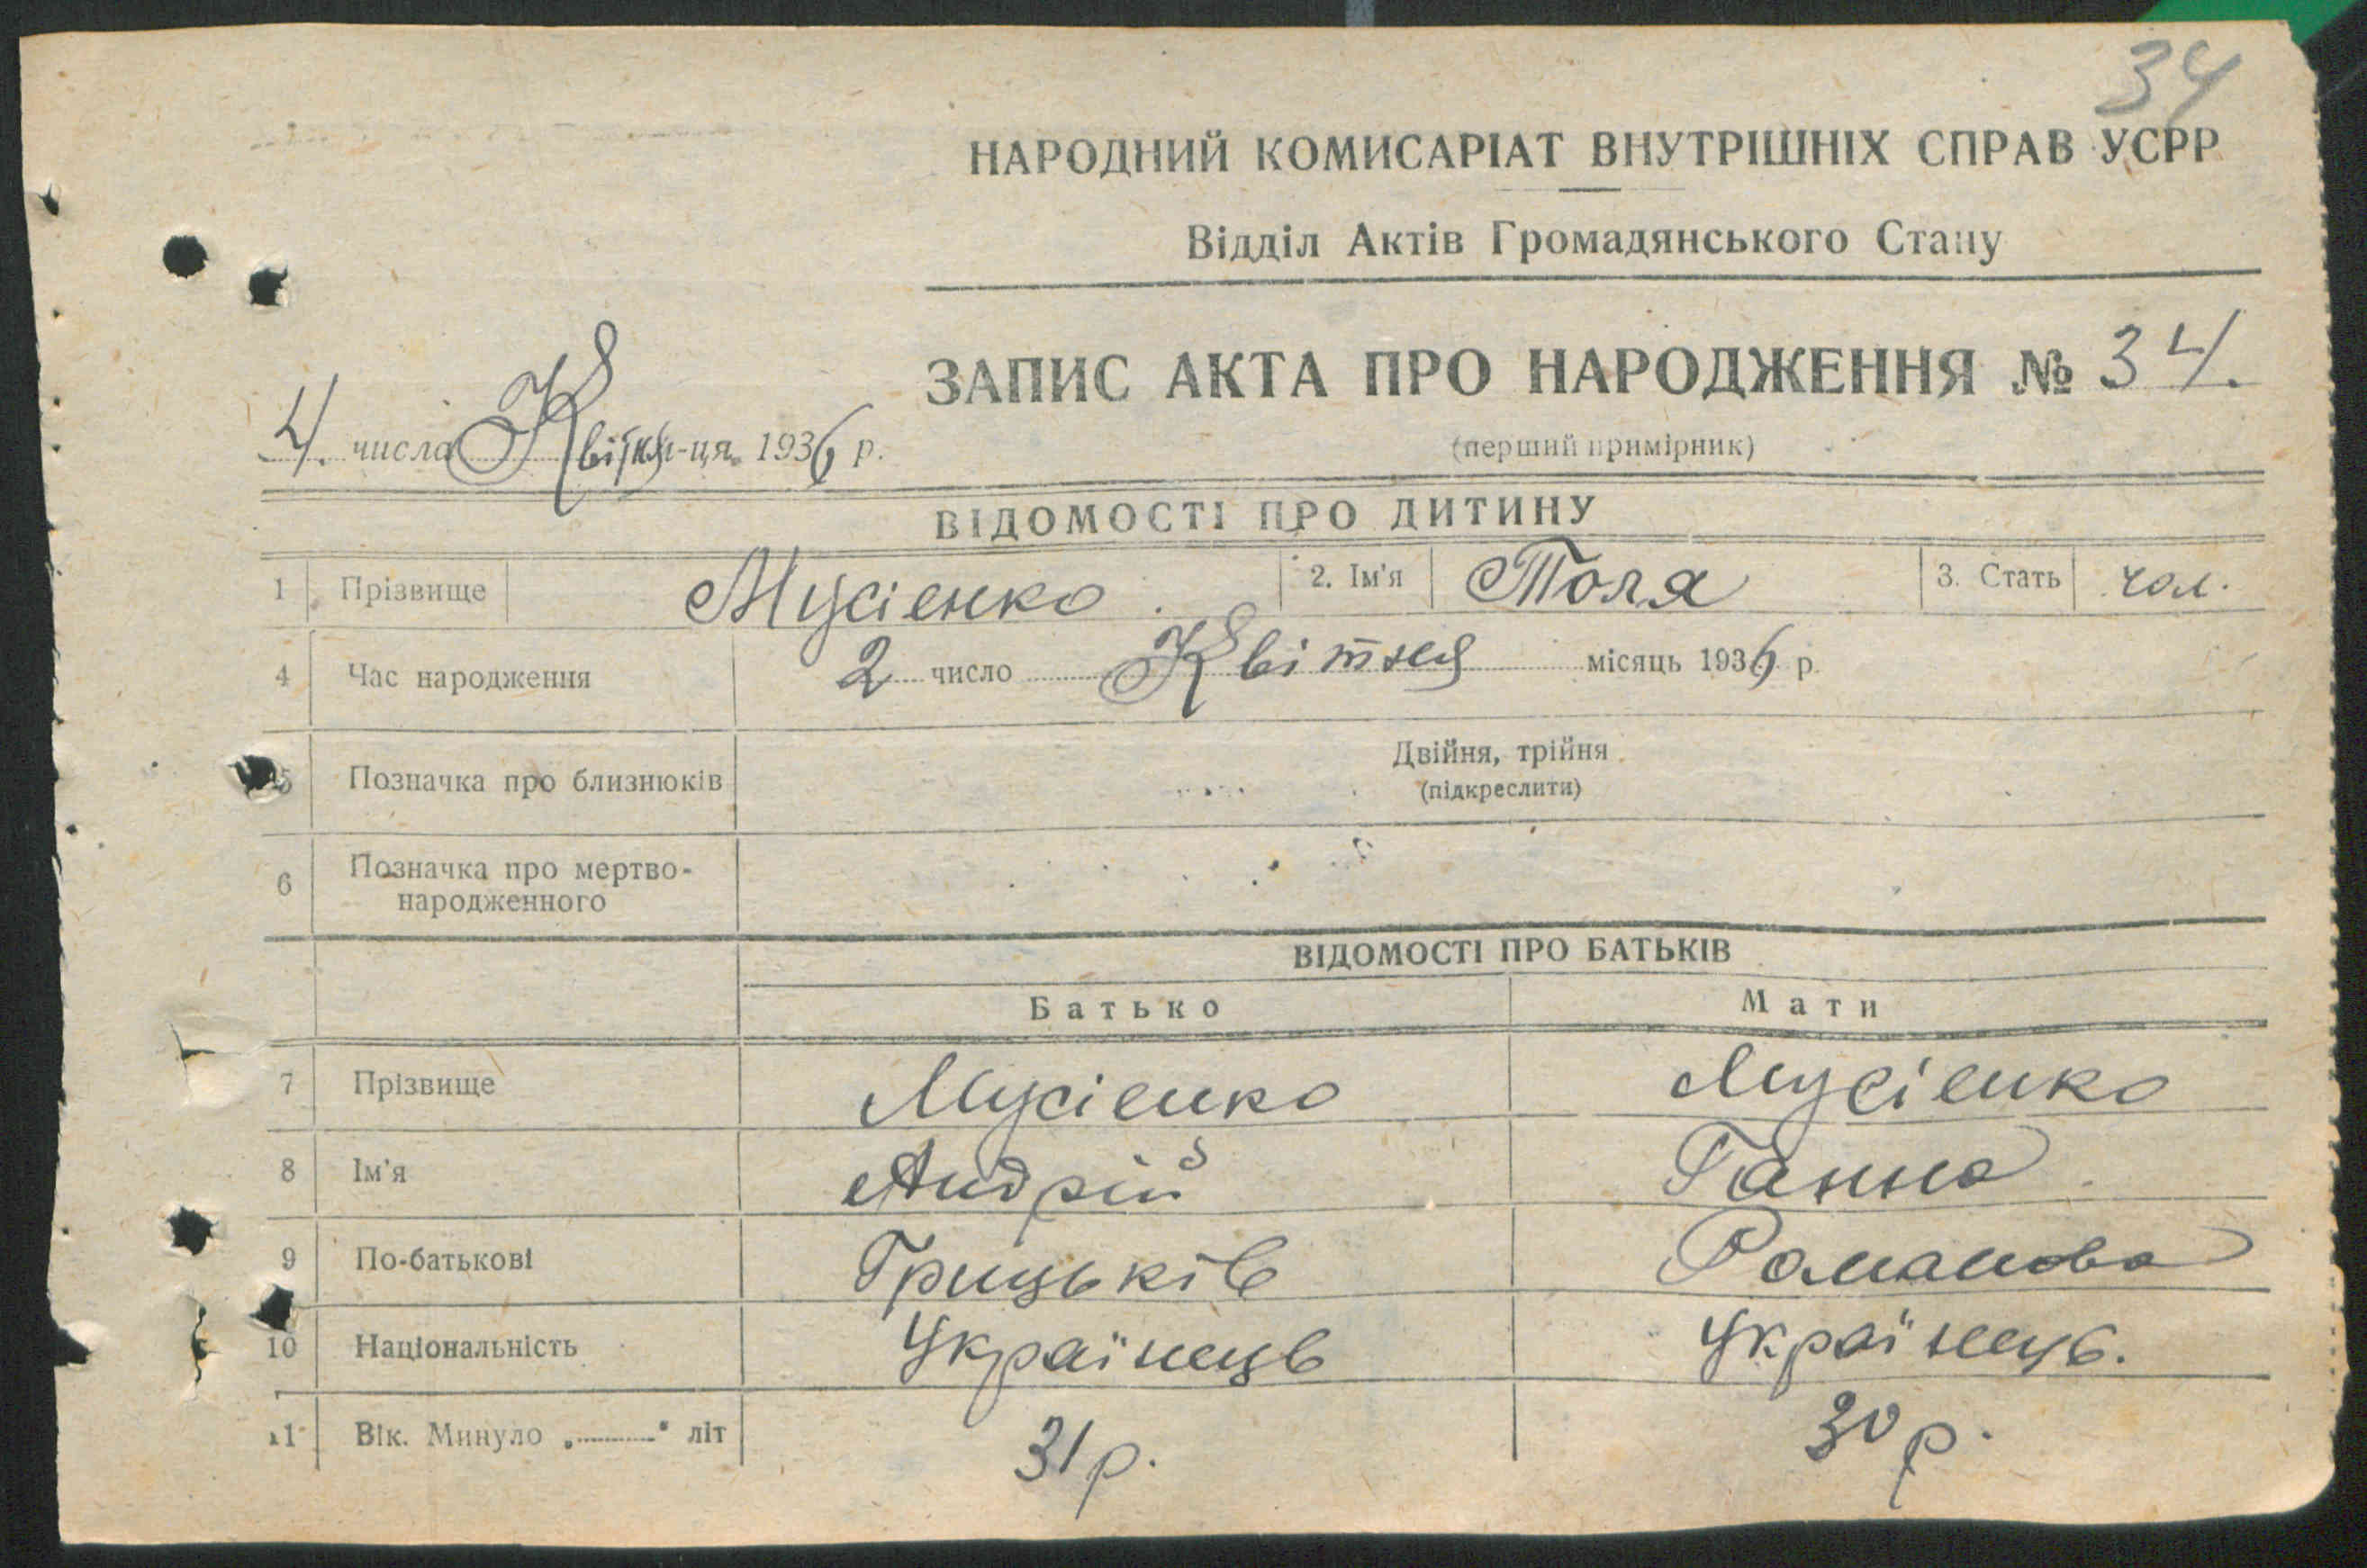 34
НАРОДНИЙ КОМИСАРІАТ ВНУТРІШНІХ СПРАВ УСРР
Відділ Актів Громадянського Стану
ЗАПИС АКТА ПРО НАРОДЖЕННЯ № 34.
4. числа Квітня м-ця 1936 р.
(перший примірник)
ВІДОМОСТІ ПРО ДИТИНУ
1 Прізвище Мусієнко 2. Ім'я Толя 3. Стать чол.
4 Час народження 2 число Квітня місяць 1936 р.
Двійня, трійня
5 Позначка про близнюків
(підкреслити)
6 Позначка про мертво-
народженного
ВІДОМОСТІ ПРО БАТЬКІВ
Батько Мати
7 Прізвище Мусіенко Мусіенко
8 Ім'я Андрій Ганна
9 По-батькові Грицьків Романова
10 Національність Українець Українець.
11 Вік. Минуло „ “ літ 31 р. 30 р.